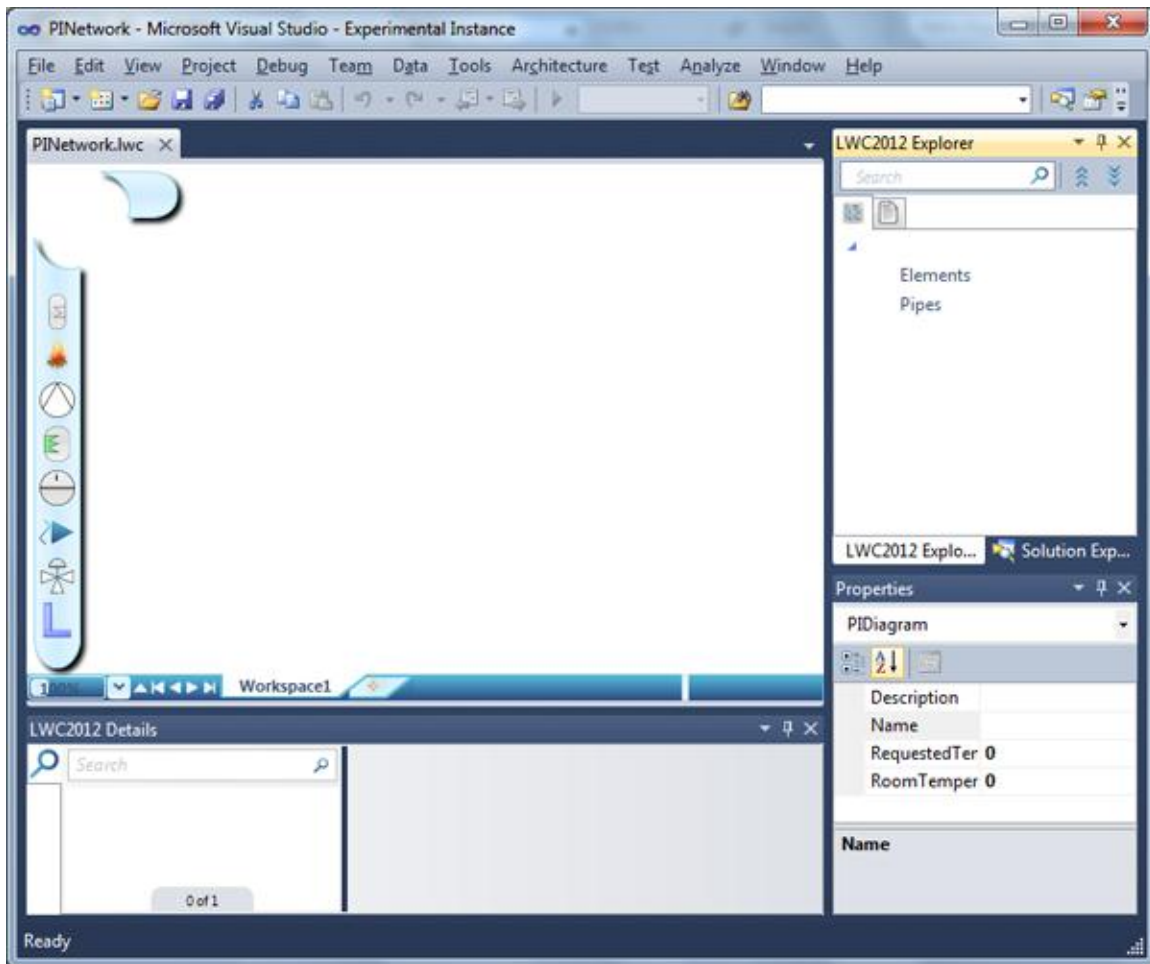 PINetwork - Microsoft Visual Studio - Experimental Instance
File Edit View Project Debug Team Data Tools Architecture Test Analyze Window Help
PINetwork.lwc
LWC2012 Explorer
Search
Elements
Pipes
LWC2012 Explo... Solution Exp...
Properties
PIDiagram
Description
Name
RequestedTer 0
RoomTemper 0
Name
100% Workspace1
LWC2012 Details
Search
0 of 1
Ready